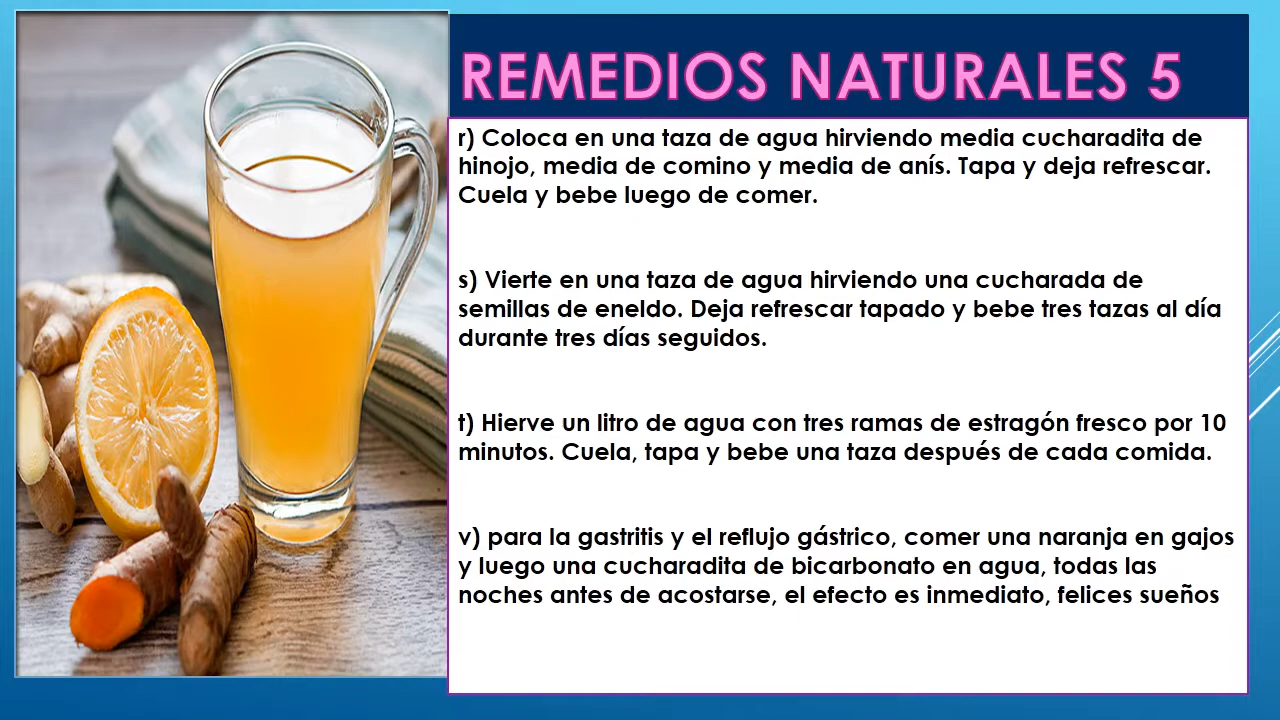 REMEDIOS NATURALES 5
r) Coloca en una taza de agua hirviendo media cucharadita de
hinojo, media de comino y media de anís. Tapa y deja refrescar.
Cuela y bebe luego de comer.
s) Vierte en una taza de agua hirviendo una cucharada de
semillas de eneldo. Deja refrescar tapado y bebe tres tazas al día
durante tres días seguidos.
t) Hierve un litro de agua con tres ramas de estragón fresco por 10
minutos. Cuela, tapa y bebe una taza después de cada comida.
v) para la gastritis y el reflujo gástrico, comer una naranja en gajos
y luego una cucharadita de bicarbonato en agua, todas las
noches antes de acostarse, el efecto es inmediato, felices sueños